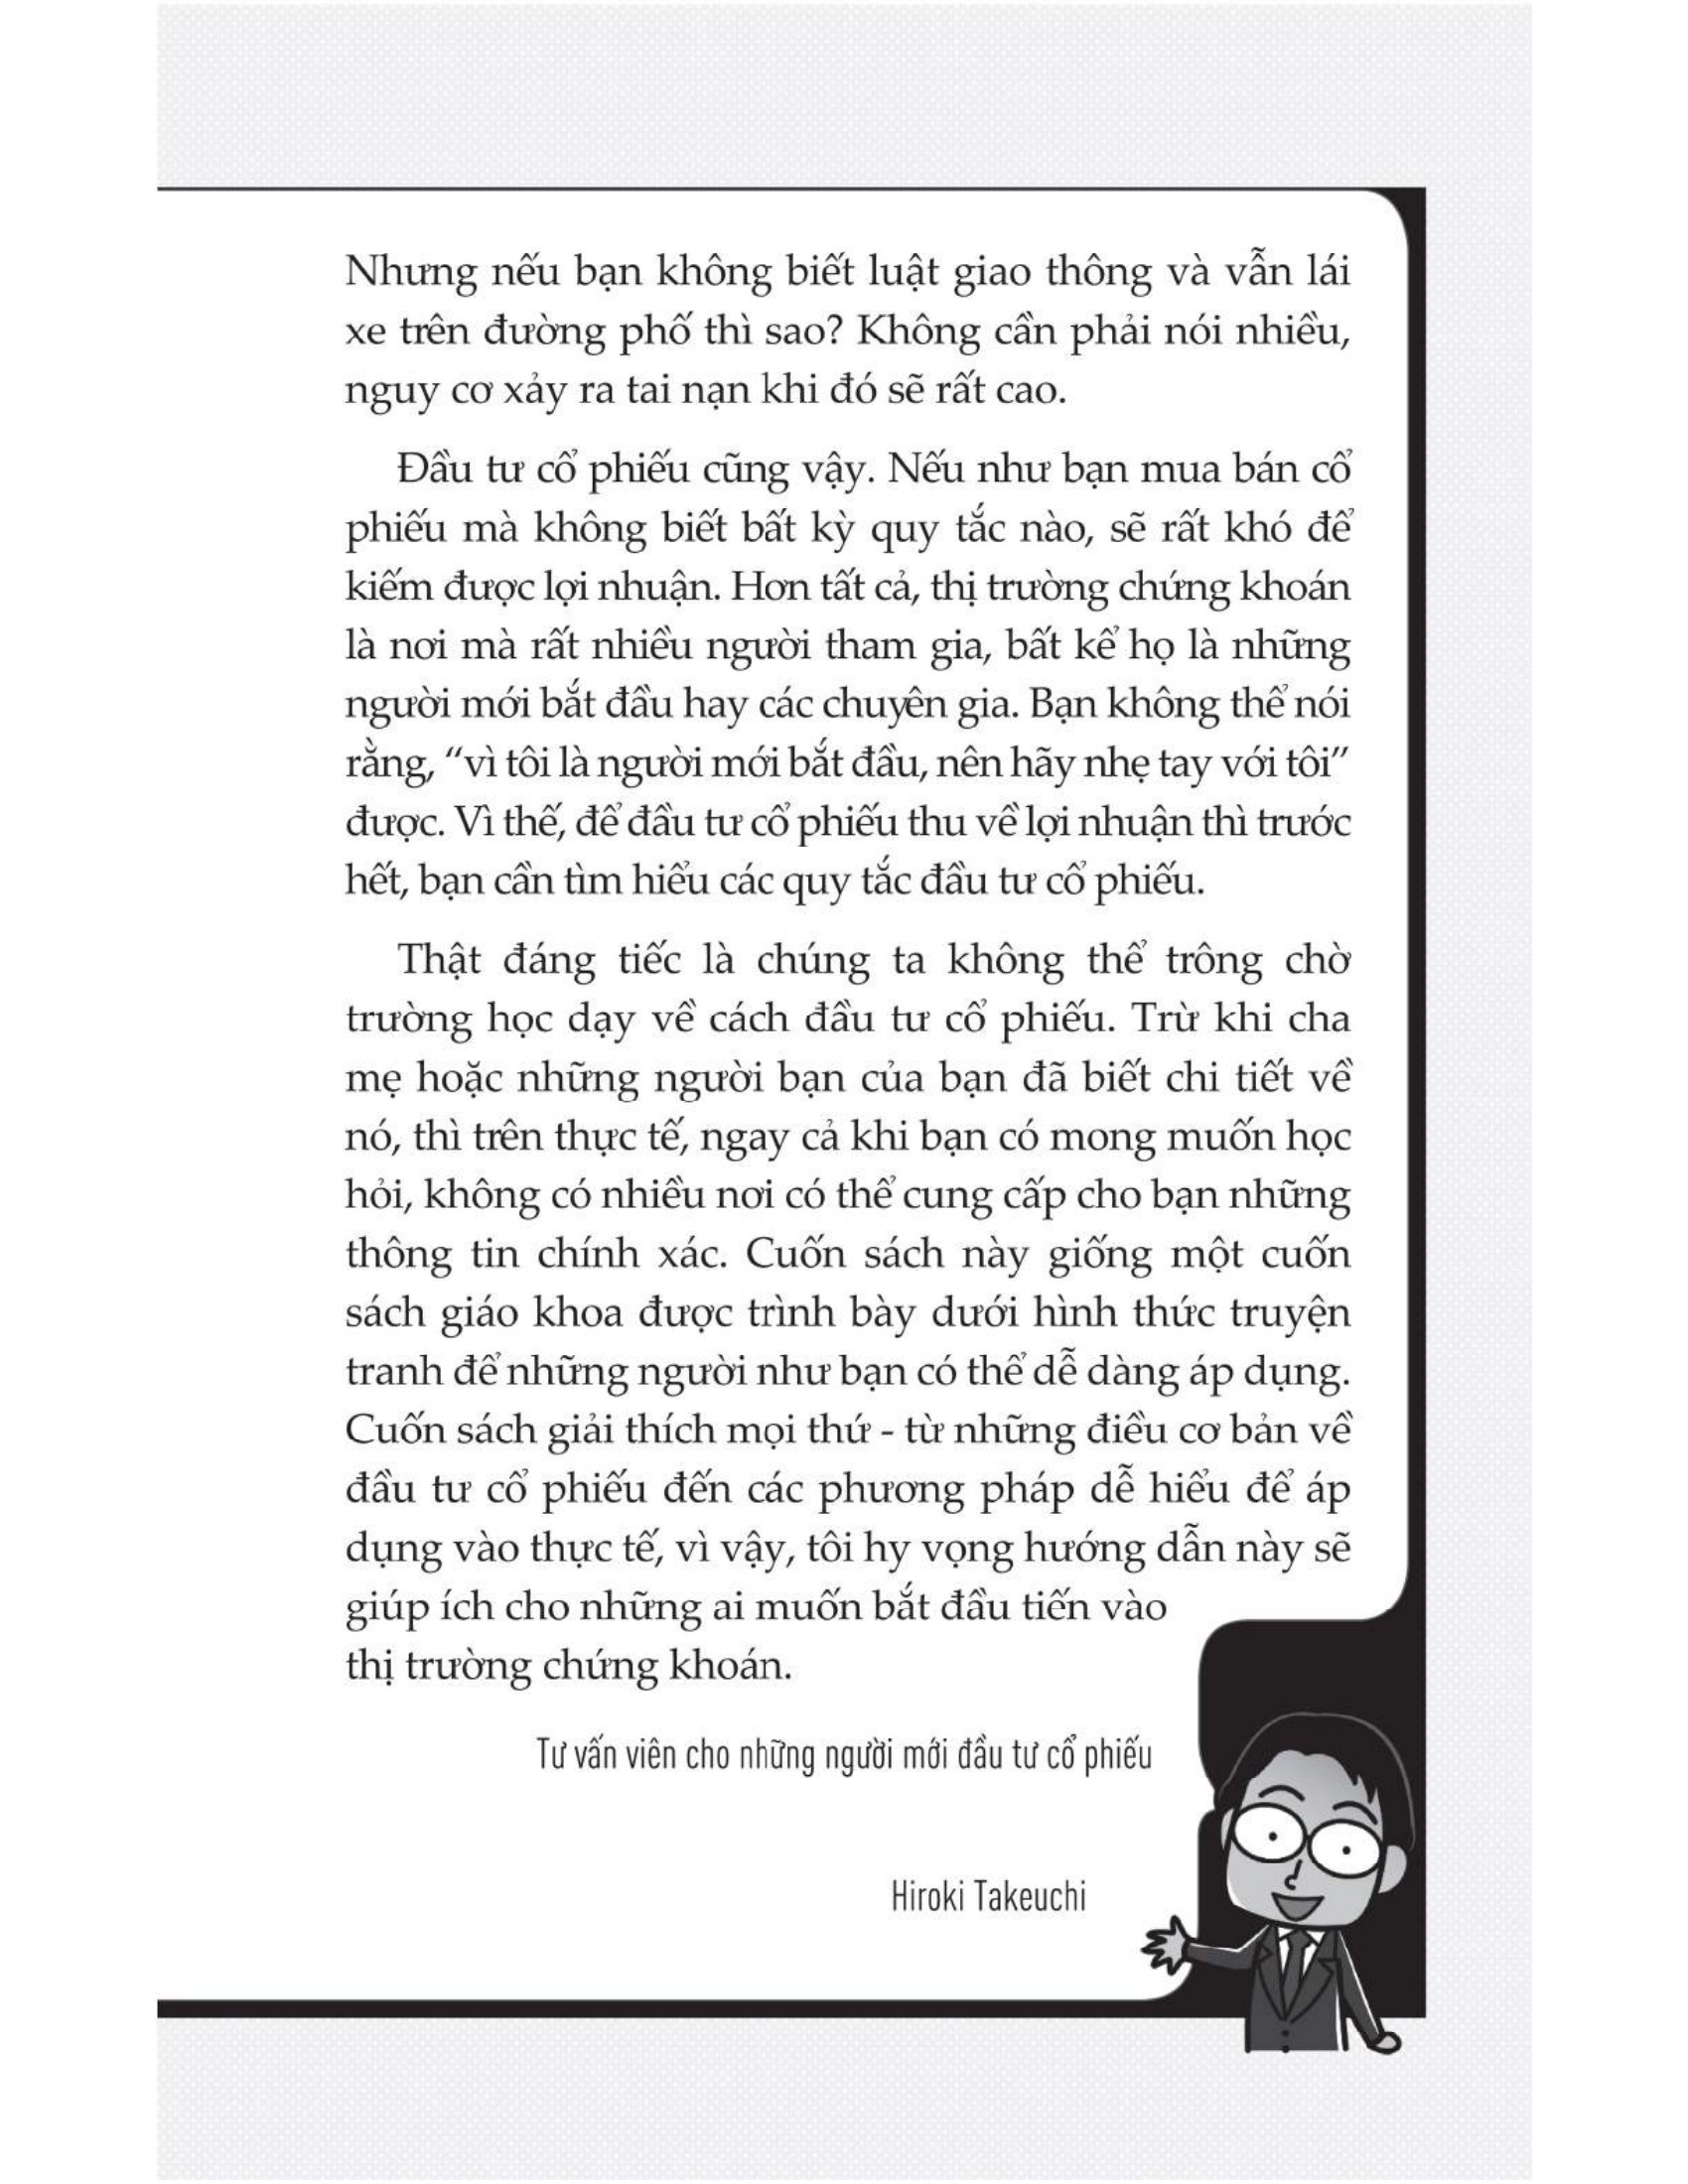 Nhưng nếu bạn không biết luật giao thông và vẫn lái
xe trên đường phố thì sao? Không cần phải nói nhiều,
nguy cơ xảy ra tai nạn khi đó sẽ rất cao.
Đầu tư cổ phiếu cũng vậy. Nếu như bạn mua bán cổ
phiếu mà không biết bất kỳ quy tắc nào, sẽ rất khó để
kiếm được lợi nhuận. Hơn tất cả, thị trường chứng khoán
là nơi mà rất nhiều người tham gia, bất kể họ là những
người mới bắt đầu hay các chuyên gia. Bạn không thể nói
rằng, “vì tôi là người mới bắt đầu, nên hãy nhẹ tay với tôi”
được. Vì thế, để đầu tư cổ phiếu thu về lợi nhuận thì trước
hết, bạn cần tìm hiểu các quy tắc đầu tư cổ phiếu.
Thật đáng tiếc là chúng ta không thể trông chờ
trường học dạy về cách đầu tư cổ phiếu. Trừ khi cha
mẹ hoặc những người bạn của bạn đã biết chi tiết về
nó, thì trên thực tế, ngay cả khi bạn có mong muốn học
hỏi, không có nhiều nơi có thể cung cấp cho bạn những
thông tin chính xác. Cuốn sách này giống một cuốn
sách giáo khoa được trình bày dưới hình thức truyện
tranh để những người như bạn có thể dễ dàng áp dụng.
Cuốn sách giải thích mọi thứ - từ những điều cơ bản về
đầu tư cổ phiếu đến các phương pháp dễ hiểu để áp
dụng vào thực tế, vì vậy, tôi hy vọng hướng dẫn này sẽ
giúp ích cho những ai muốn bắt đầu tiến vào
thị trường chứng khoán.
Tư vấn viên cho những người mới đầu tư cổ phiếu
Hiroki Takeuchi